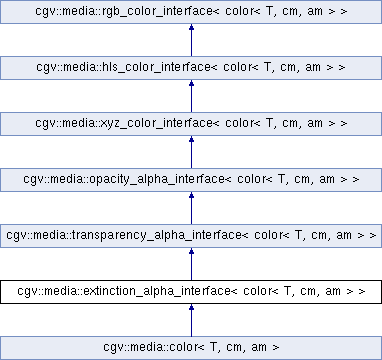 cgv::media::rgb_color_interface< color< T, cm, am > >
cgv::media::hls_color_interface< color< T, cm, am > >
cgv::media::xyz_color_interface< color< T, cm, am > >
cgv::media::opacity_alpha_interface< color< T, cm, am > >
cgv::media::transparency_alpha_interface< color< T, cm, am > >
cgv::media::extinction_alpha_interface< color< T, cm, am > >
cgv::media::color< T, cm, am >